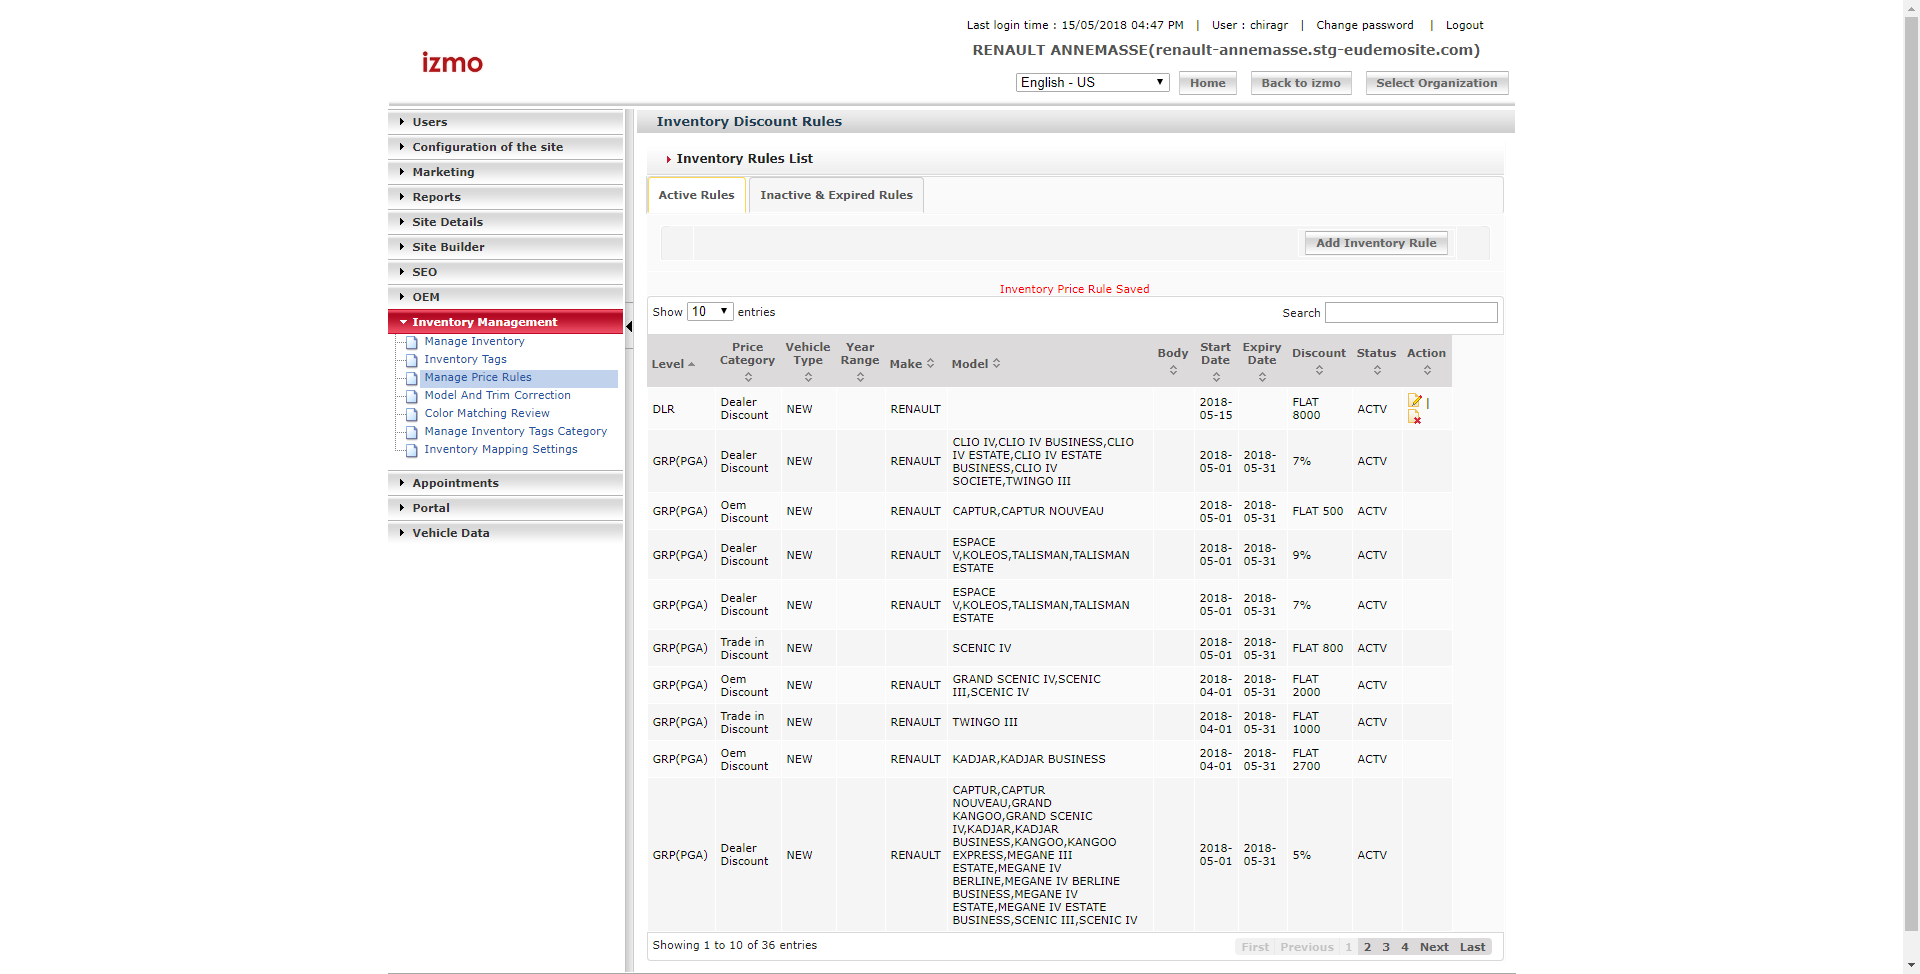 Last login time : 15/05/2018 04:47 PM | User : chiragr | Change password | Logout
RENAULT ANNEMASSE(renault-annemasse.stg-eudemosite.com)
izmo
English - US Home Back to izmo Select Organization
Users
Configuration of the site
Marketing
Reports
Site Details
Site Builder
SEO
OEM
Inventory Management
Manage Inventory
Inventory Tags
Manage Price Rules
Model And Trim Correction
Color Matching Review
Manage Inventory Tags Category
Inventory Mapping Settings
Appointments
Portal
Vehicle Data
Inventory Discount Rules
Inventory Rules List
Active Rules Inactive & Expired Rules
Add Inventory Rule
Inventory Price Rule Saved
Show 10 entries Search
Level Price Category Vehicle Type Year Range Make Model Body Start Date Expiry Date Discount Status Action
DLR Dealer Discount NEW RENAULT 2018-05-15 FLAT 8000 ACTV |
GRP(PGA) Dealer Discount NEW RENAULT CLIO IV,CLIO IV BUSINESS,CLIO IV ESTATE,CLIO IV ESTATE BUSINESS,CLIO IV SOCIETE,TWINGO III 2018-05-01 2018-05-31 7% ACTV
GRP(PGA) Oem Discount NEW RENAULT CAPTUR,CAPTUR NOUVEAU 2018-05-01 2018-05-31 FLAT 500 ACTV
GRP(PGA) Dealer Discount NEW RENAULT ESPACE V,KOLEOS,TALISMAN,TALISMAN ESTATE 2018-05-01 2018-05-31 9% ACTV
GRP(PGA) Dealer Discount NEW RENAULT ESPACE V,KOLEOS,TALISMAN,TALISMAN ESTATE 2018-05-01 2018-05-31 7% ACTV
GRP(PGA) Trade in Discount NEW SCENIC IV 2018-05-01 2018-05-31 FLAT 800 ACTV
GRP(PGA) Oem Discount NEW RENAULT GRAND SCENIC IV,SCENIC III,SCENIC IV 2018-04-01 2018-05-31 FLAT 2000 ACTV
GRP(PGA) Trade in Discount NEW RENAULT TWINGO III 2018-04-01 2018-05-31 FLAT 1000 ACTV
GRP(PGA) Oem Discount NEW RENAULT KADJAR,KADJAR BUSINESS 2018-04-01 2018-05-31 FLAT 2700 ACTV
GRP(PGA) Dealer Discount NEW RENAULT CAPTUR,CAPTUR NOUVEAU,GRAND KANGOO,GRAND SCENIC IV,KADJAR,KADJAR BUSINESS,KANGOO,KANGOO EXPRESS,MEGANE III ESTATE,MEGANE IV BERLINE,MEGANE IV BERLINE BUSINESS,MEGANE IV ESTATE,MEGANE IV ESTATE BUSINESS,SCENIC III,SCENIC IV 2018-05-01 2018-05-31 5% ACTV
Showing 1 to 10 of 36 entries First Previous 1 2 3 4 Next Last